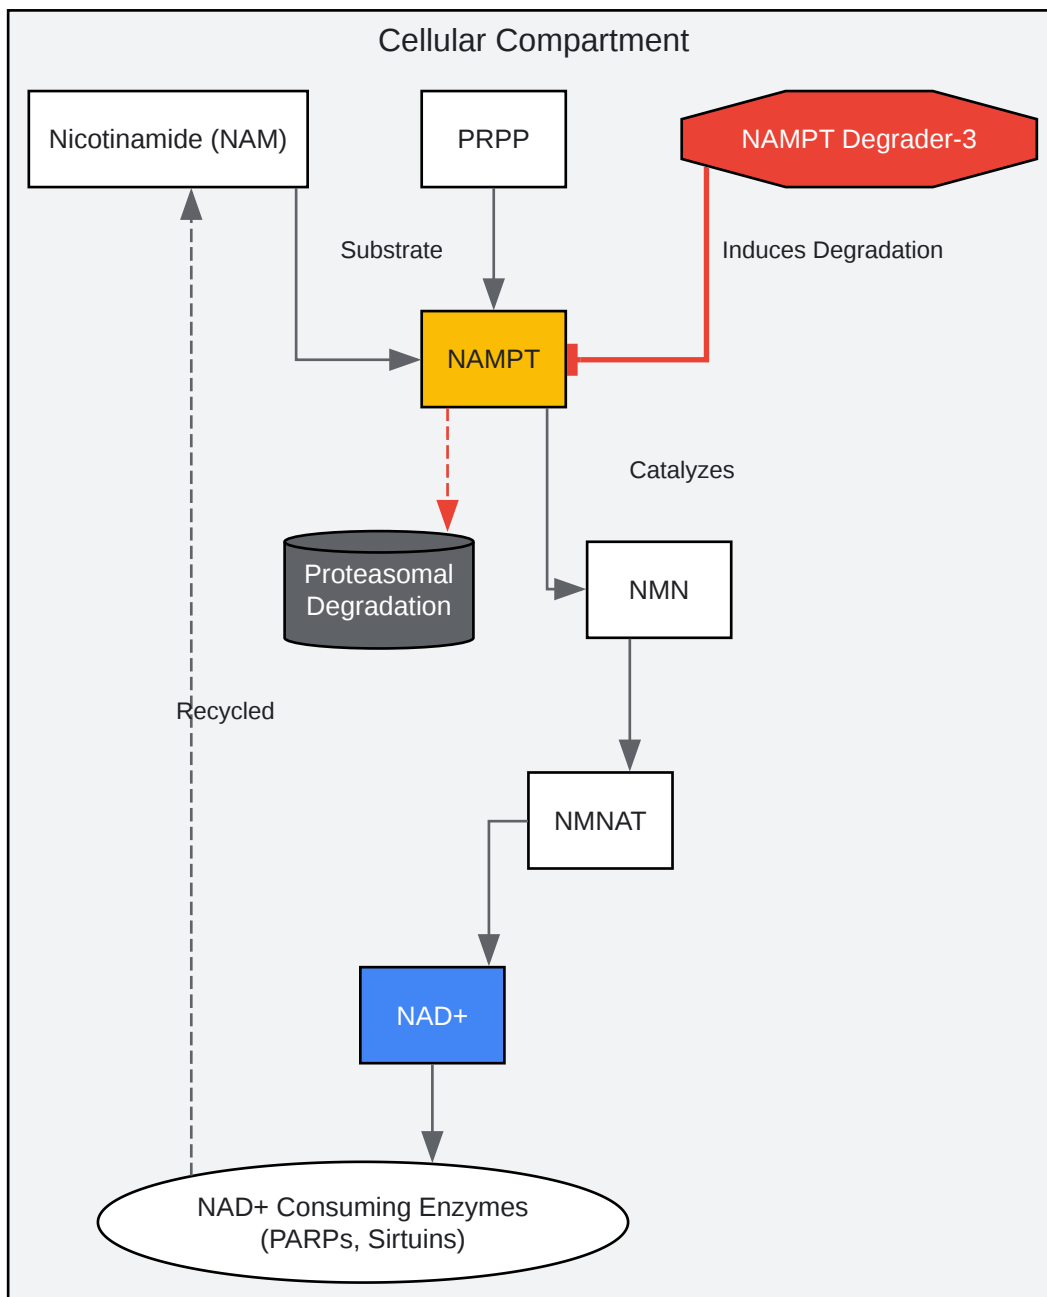 Cellular Compartment
Nicotinamide (NAM)
PRPP
NAMPT Degrader-3
Substrate
Induces Degradation
NAMPT
Catalyzes
Proteasomal
Degradation
NMN
Recycled
NMNAT
NAD+
NAD+ Consuming Enzymes
(PARPs, Sirtuins)